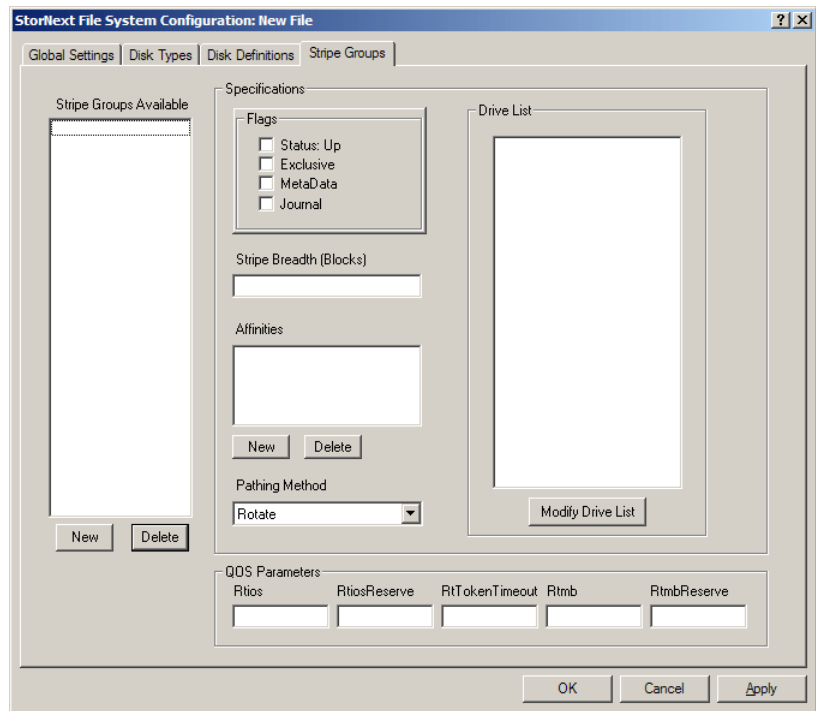 StorNext File System Configuration: New File
Global Settings Disk Types Disk Definitions Stripe Groups
Stripe Groups Available
New Delete
Specifications
Flags
Status: Up
Exclusive
MetaData
Journal
Stripe Breadth (Blocks)
Affinities
New Delete
Pathing Method
Rotate
Drive List
Modify Drive List
QOS Parameters
Rtios RtiosReserve RtTokenTimeout Rtmb RtmbReserve
OK Cancel Apply